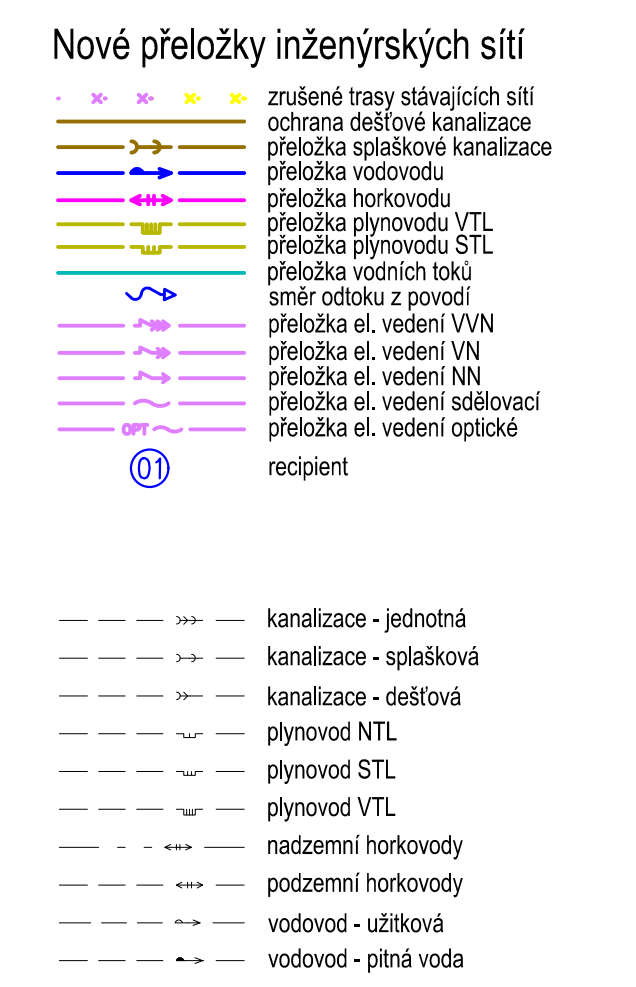 Nové přeložky inženýrských sítí
zrušené trasy stávajících sítí
ochrana dešťové kanalizace
přeložka splaškové kanalizace
přeložka vodovodu
přeložka horkovodu
přeložka plynovodu VTL
přeložka plynovodu STL
přeložka vodních toků
směr odtoku z povodí
přeložka el. vedení VVN
přeložka el. vedení VN
přeložka el. vedení NN
přeložka el. vedení sdělovací
OPT přeložka el. vedení optické
01 recipient
kanalizace - jednotná
kanalizace - splašková
kanalizace - dešťová
plynovod NTL
plynovod STL
plynovod VTL
nadzemní horkovody
podzemní horkovody
vodovod - užitková
vodovod - pitná voda